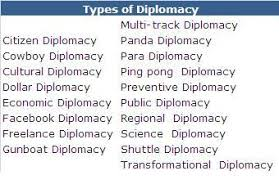 Types of Diplomacy
Multi-track Diplomacy
Citizen Diplomacy Panda Diplomacy
Cowboy Diplomacy Para Diplomacy
Cultural Diplomacy Ping pong Diplomacy
Dollar Diplomacy Preventive Diplomacy
Economic Diplomacy Public Diplomacy
Facebook Diplomacy Regional Diplomacy
Freelance Diplomacy Science Diplomacy
Gunboat Diplomacy Shuttle Diplomacy
Transformational Diplomacy